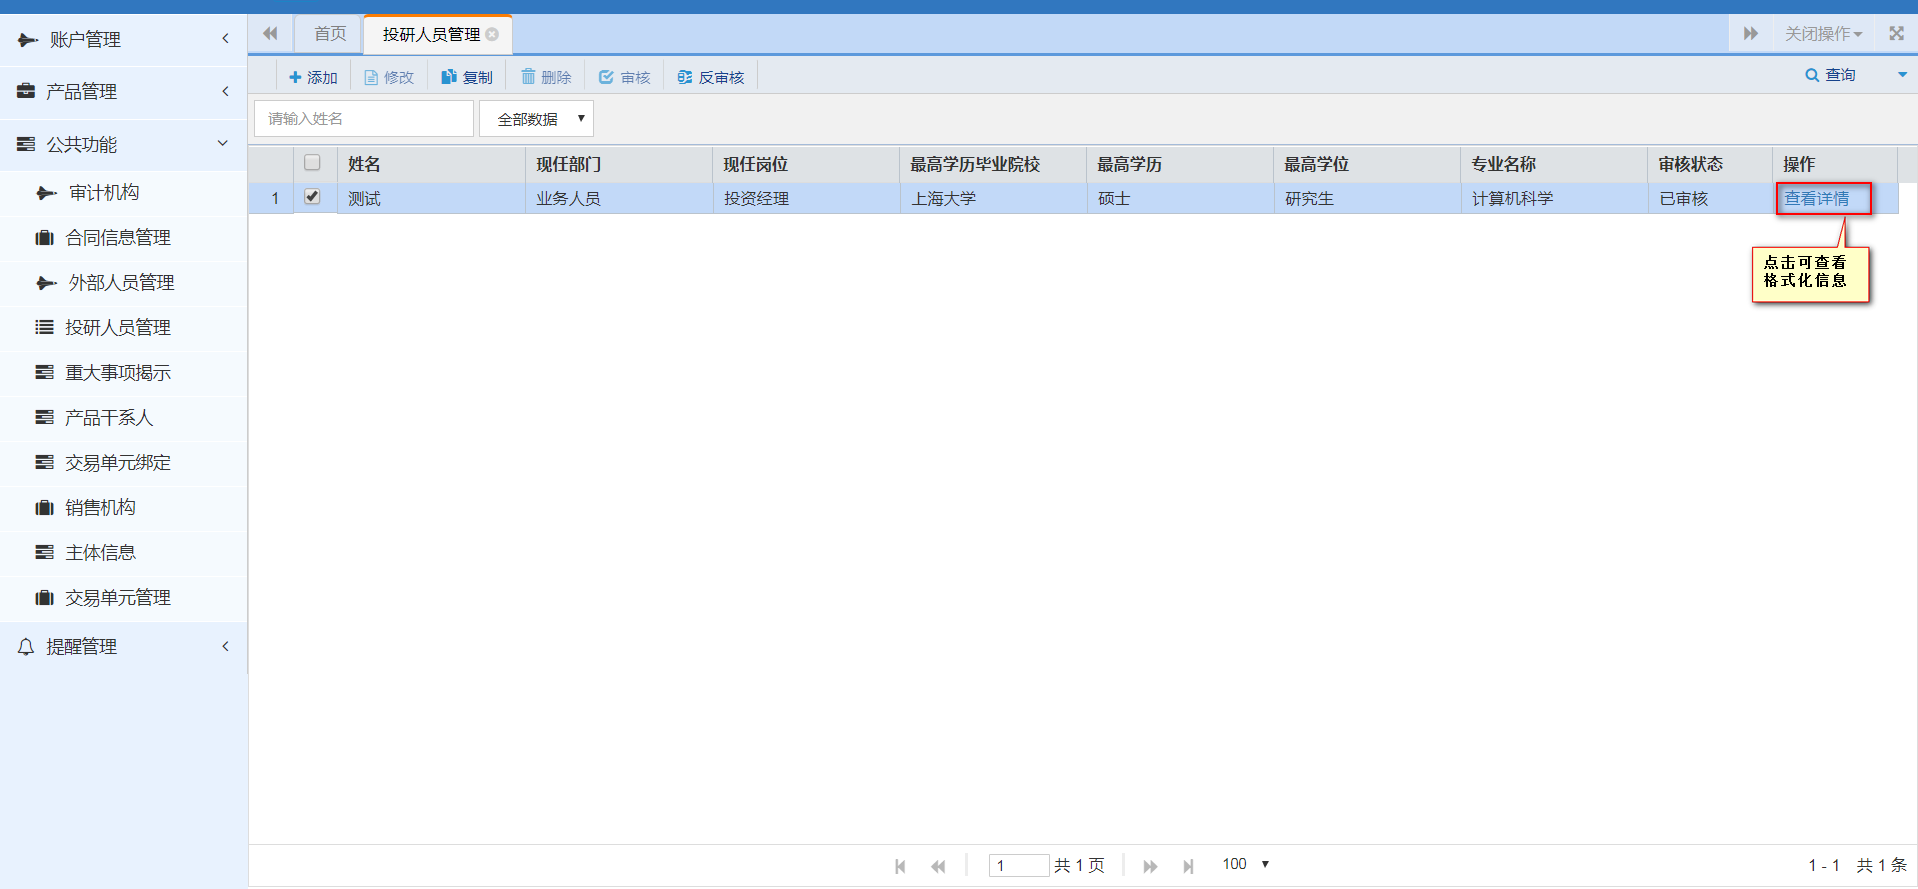 账户管理
产品管理
公共功能
审计机构
合同信息管理
外部人员管理
投研人员管理
重大事项揭示
产品干系人
交易单元绑定
销售机构
主体信息
交易单元管理
提醒管理
首页 投研人员管理 关闭操作
添加 修改 复制 删除 审核 反审核 查询
请输入姓名 全部数据
姓名 现任部门 现任岗位 最高学历毕业院校 最高学历 最高学位 专业名称 审核状态 操作
1 测试 业务人员 投资经理 上海大学 硕士 研究生 计算机科学 已审核 查看详情
点击可查看
格式化信息
1 共 1 页 100 1 - 1 共 1 条